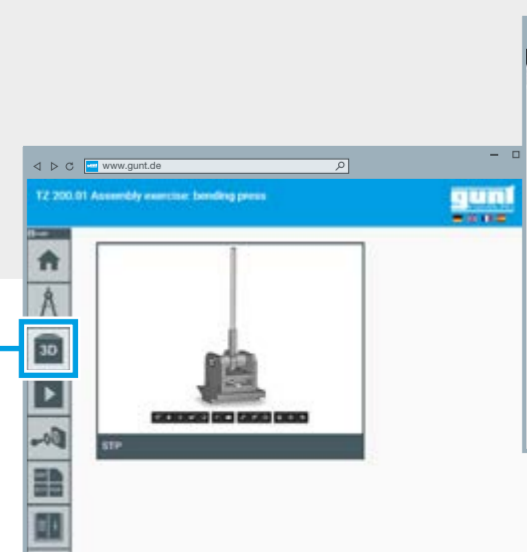 www.gunt.de
TZ 200.01 Assembly exercise: bending press
gunt
3D
STP